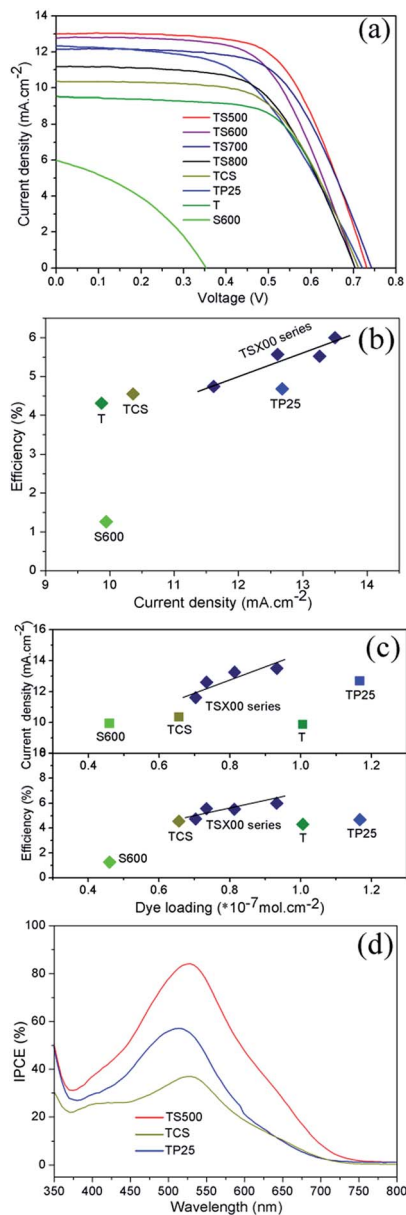 (a)
Current density (mA.cm-2)
14
12
10
8
6
4
2
0
TS500
TS600
TS700
TS800
TCS
TP25
T
S600
0.0 0.1 0.2 0.3 0.4 0.5 0.6 0.7 0.8
Voltage (V)
(b)
Efficiency (%)
6
5
4
3
2
1
0
TSX00 series
T
TCS
TP25
S600
9 10 11 12 13 14
Current density (mA.cm-2)
(c)
Current density (mA.cm-2)
16
14
12
10
TSX00 series
S600
TCS
T
TP25
0.4 0.6 0.8 1.0 1.2
Efficiency (%)
8
6
4
2
0
TCS
TSX00 series
T
TP25
S600
0.4 0.6 0.8 1.0 1.2
Dye loading (*10-7mol.cm-2)
(d)
IPCE (%)
100
80
60
40
20
0
TS500
TCS
TP25
350 400 450 500 550 600 650 700 750 800
Wavelength (nm)